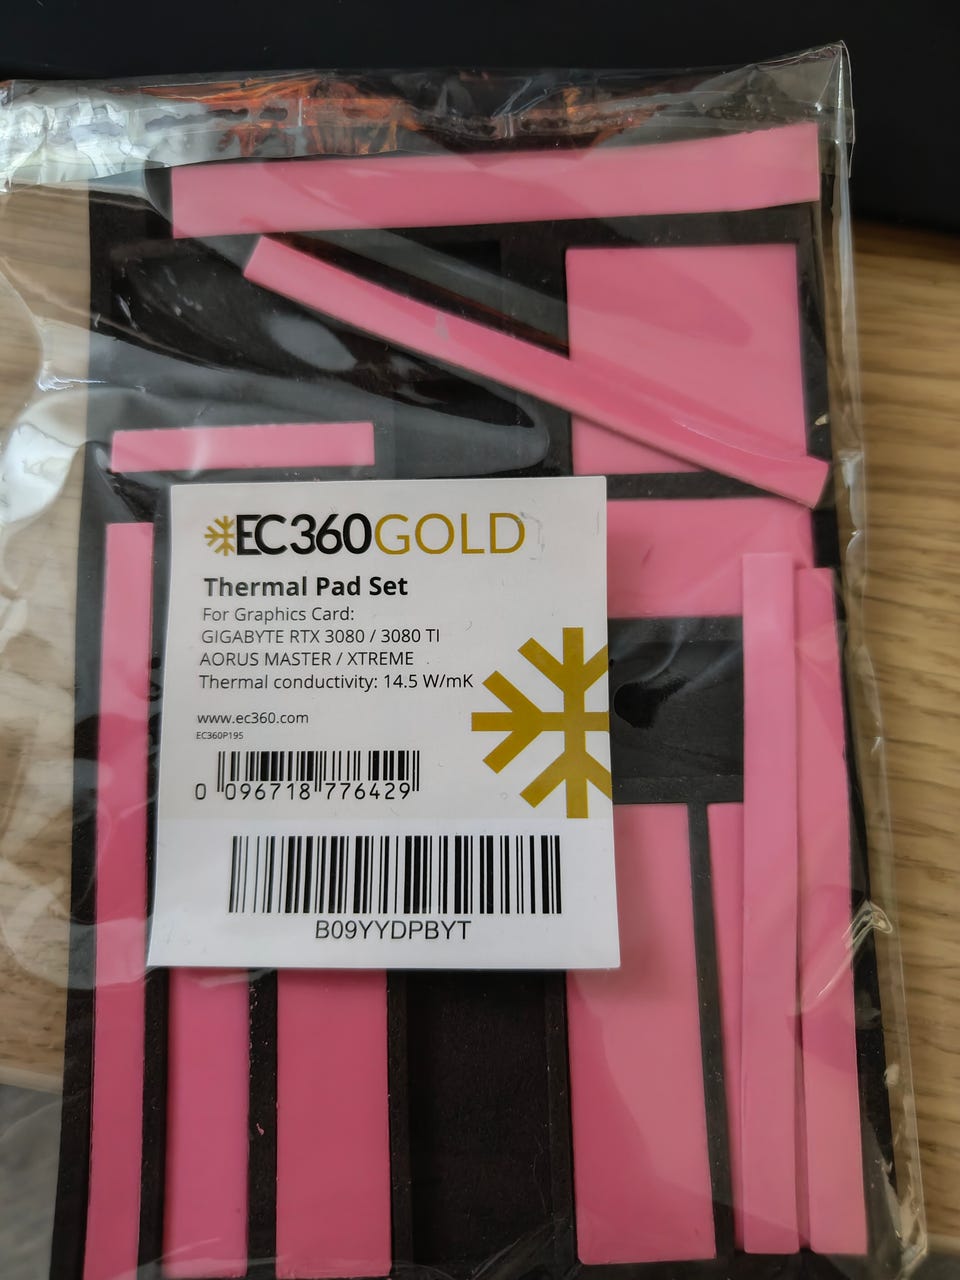 EC360GOLD
Thermal Pad Set
For Graphics Card:
GIGABYTE RTX 3080 / 3080 TI
AORUS MASTER / XTREME
Thermal conductivity: 14.5 W/mK
www.ec360.com
EC360P195
0 096718 776429
B09YYDPBYT